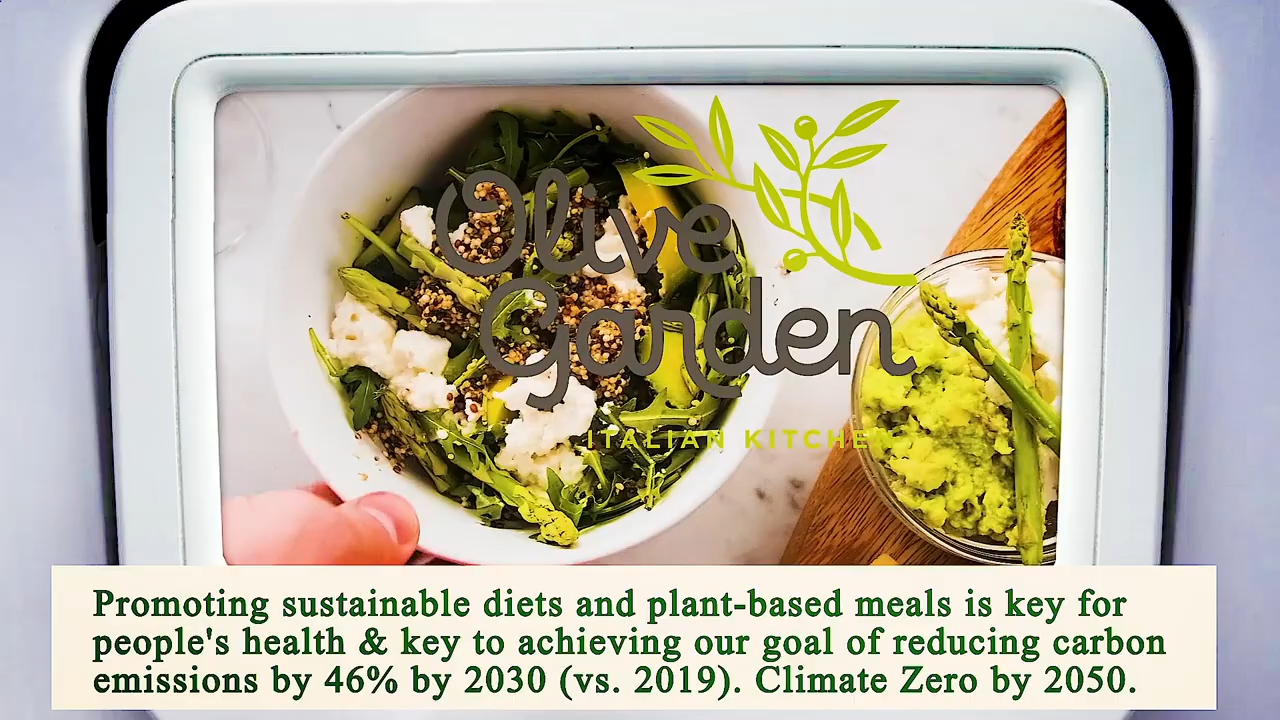 Olive
Garden
ITALIAN KITCHEN
Promoting sustainable diets and plant-based meals is key for
people's health & key to achieving our goal of reducing carbon
emissions by 46% by 2030 (vs. 2019). Climate Zero by 2050.